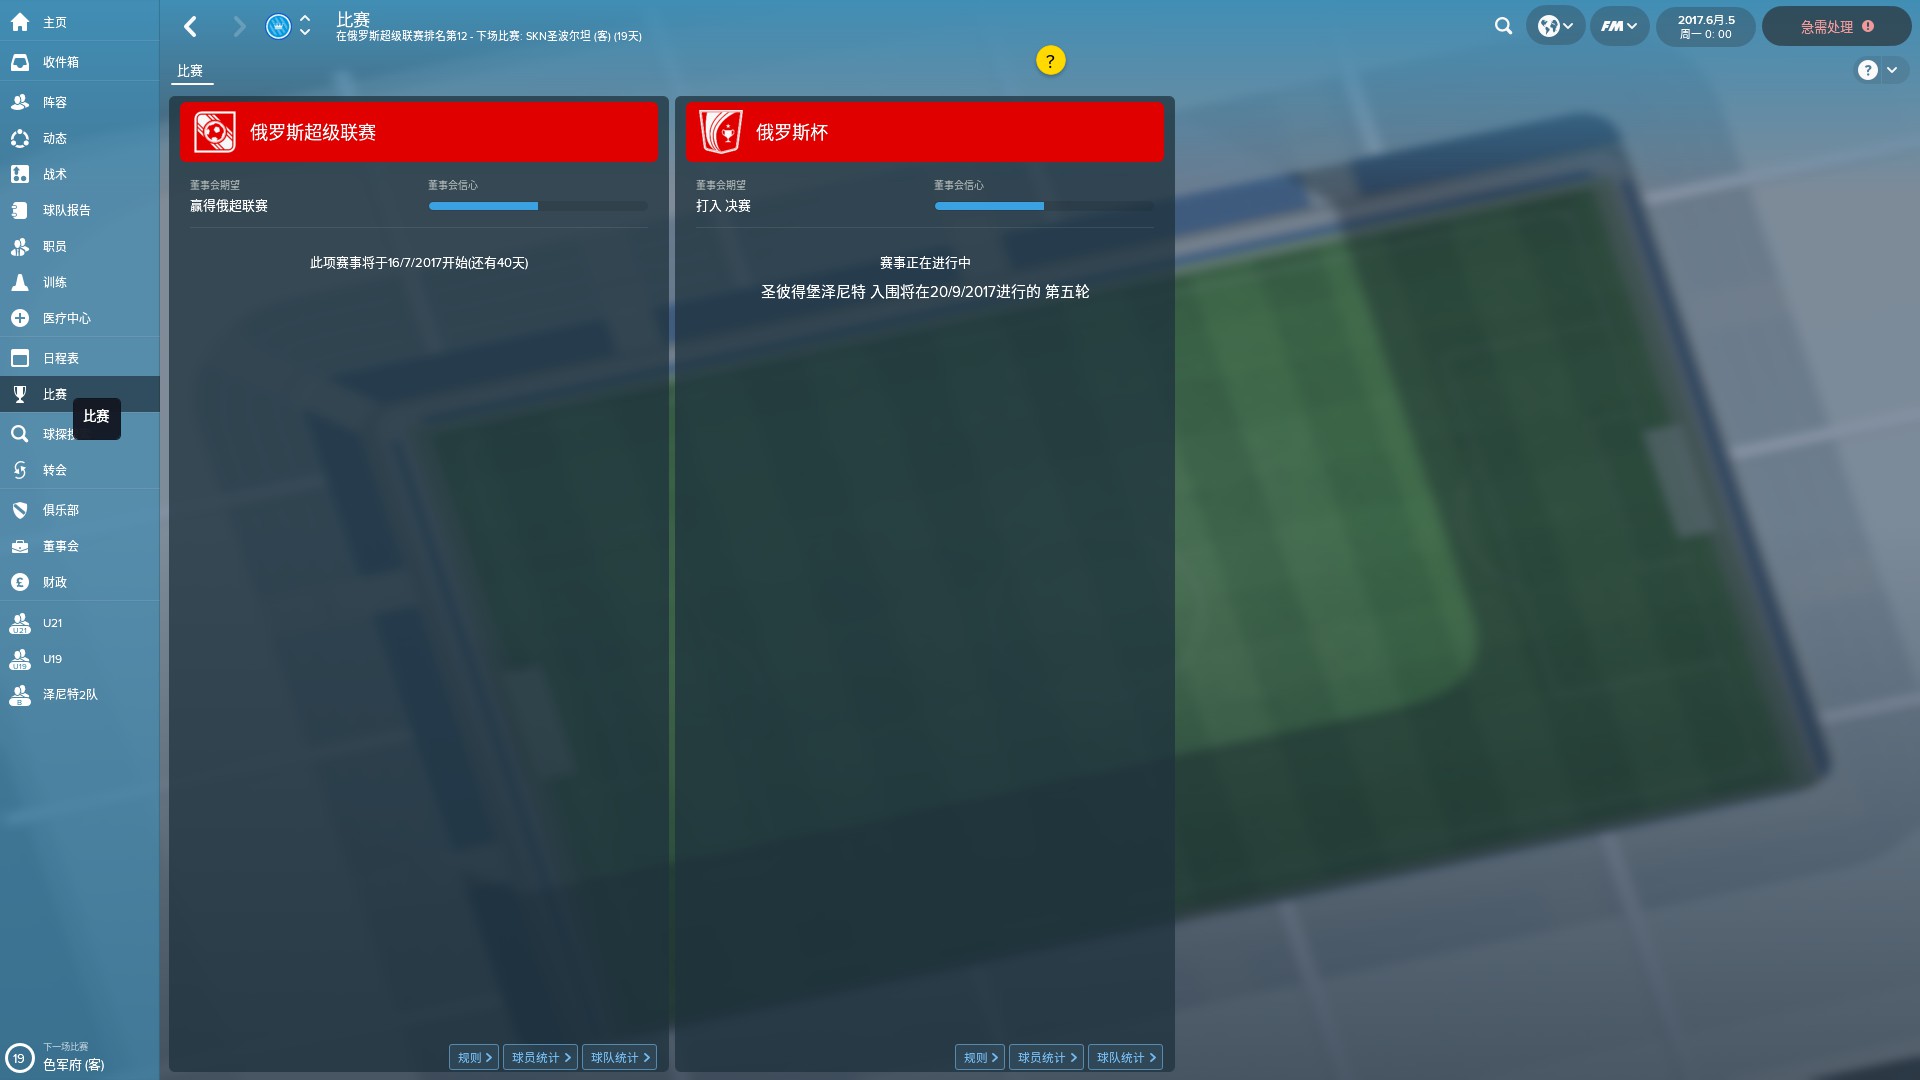 主页
收件箱
阵容
动态
战术
球队报告
职员
训练
医疗中心
日程表
比赛
比赛
球探
转会
俱乐部
董事会
财政
U21
U21
U19
U19
B
泽尼特2队
19
下一场比赛
色军府 (客)
比赛
在俄罗斯超级联赛排名第12 - 下场比赛: SKN圣波尔坦 (客) (19天)
FM
2017.6月.5
周一 0: 00
急需处理
?
?
比赛
俄罗斯超级联赛
董事会期望
董事会信心
赢得俄超联赛
此项赛事将于16/7/2017开始(还有40天)
规则
球员统计
球队统计
俄罗斯杯
董事会期望
董事会信心
打入 决赛
赛事正在进行中
圣彼得堡泽尼特 入围将在20/9/2017进行的 第五轮
规则
球员统计
球队统计